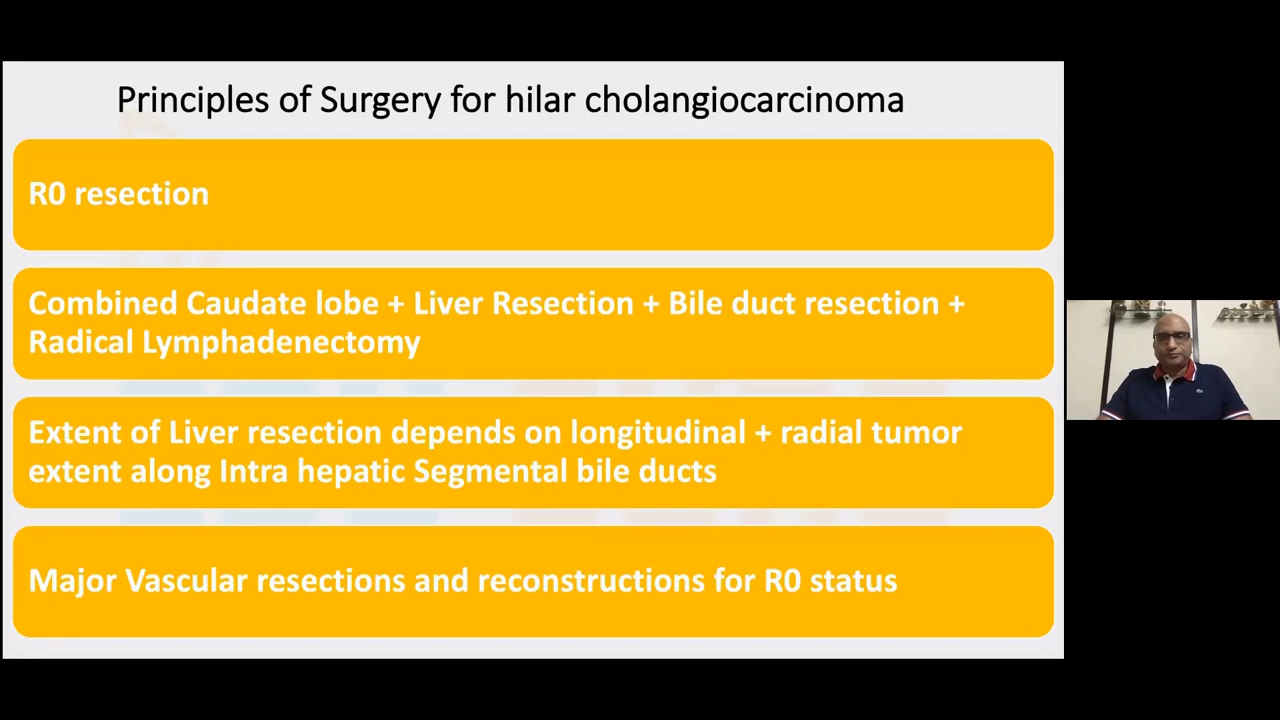 Principles of Surgery for hilar cholangiocarcinoma
R0 resection
Combined Caudate lobe + Liver Resection + Bile duct resection +
Radical Lymphadenectomy
Extent of Liver resection depends on longitudinal + radial tumor
extent along Intra hepatic Segmental bile ducts
Major Vascular resections and reconstructions for R0 status